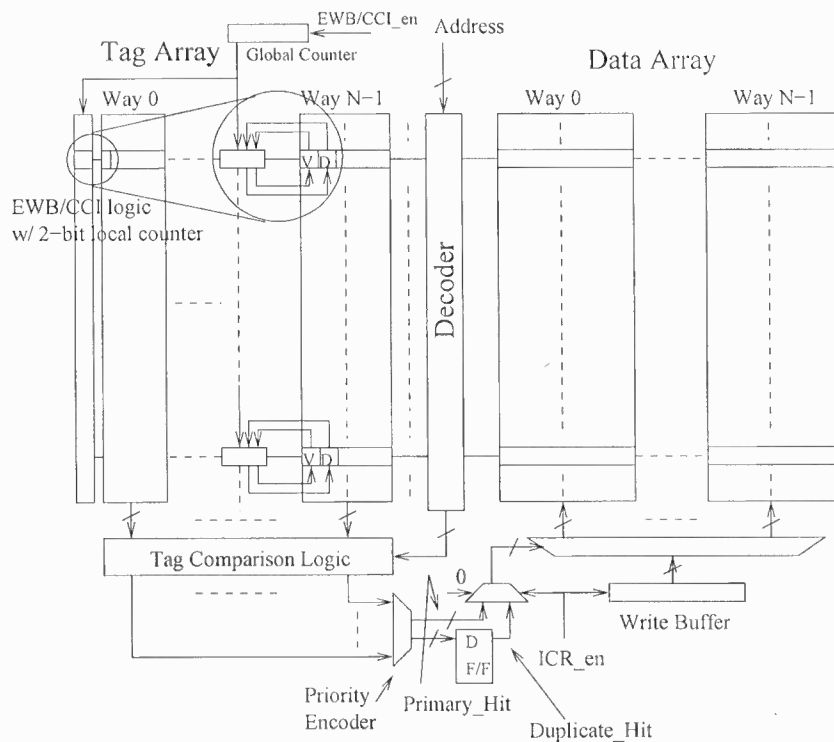 EWB/CCI_en
Address
Tag Array
Global Counter
Data Array
Way 0
Way N−1
Way 0
Way N−1
V D
EWB/CCI logic
w/ 2−bit local counter
Decoder
V D
Tag Comparison Logic
0
Write Buffer
D
F/F
ICR_en
Priority
Encoder
Primary_Hit
Duplicate_Hit